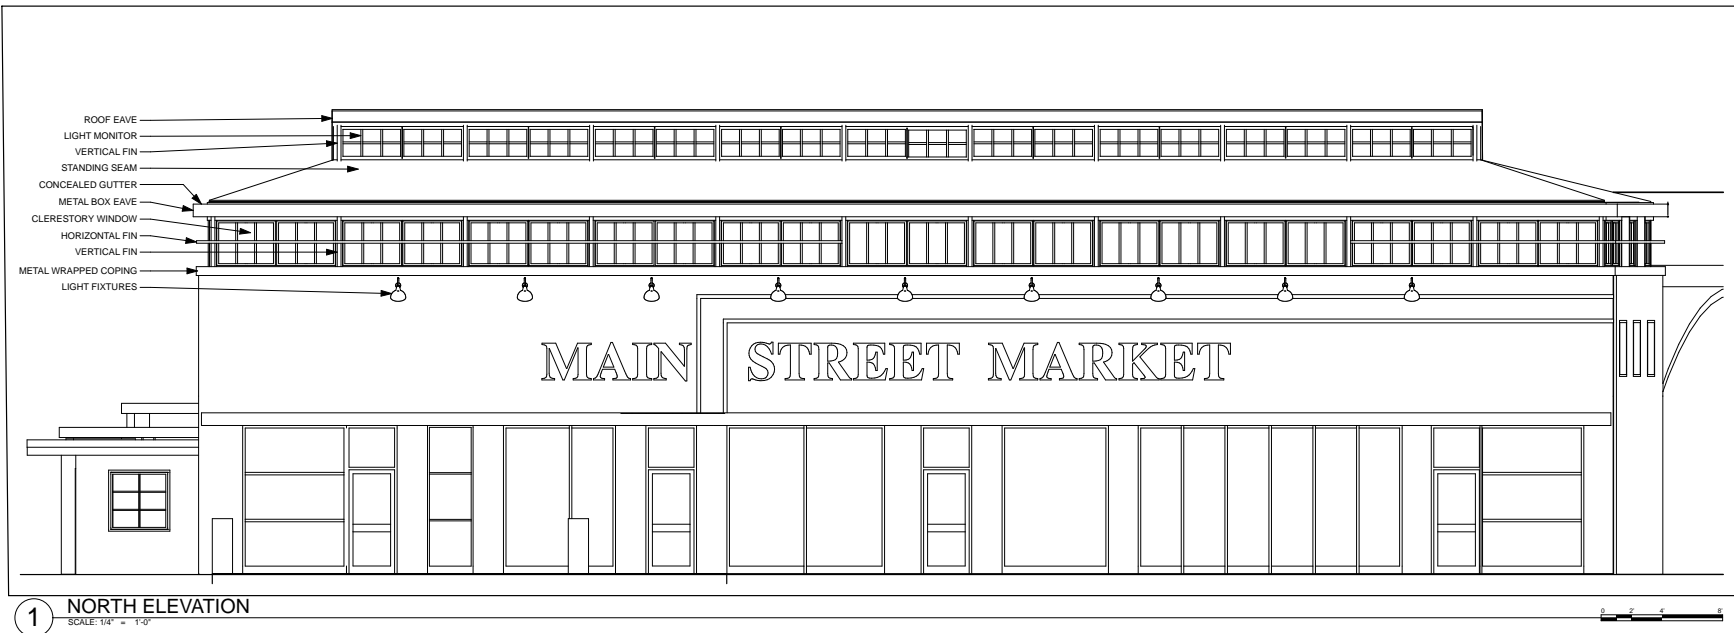 ROOF EAVE
LIGHT MONITOR
VERTICAL FIN
STANDING SEAM
CONCEALED GUTTER
METAL BOX EAVE
CLERESTORY WINDOW
HORIZONTAL FIN
VERTICAL FIN
METAL WRAPPED COPING
LIGHT FIXTURES
MAIN STREET MARKET
1 NORTH ELEVATION
SCALE: 1/4" = 1'-0"
0 2' 4' 8'